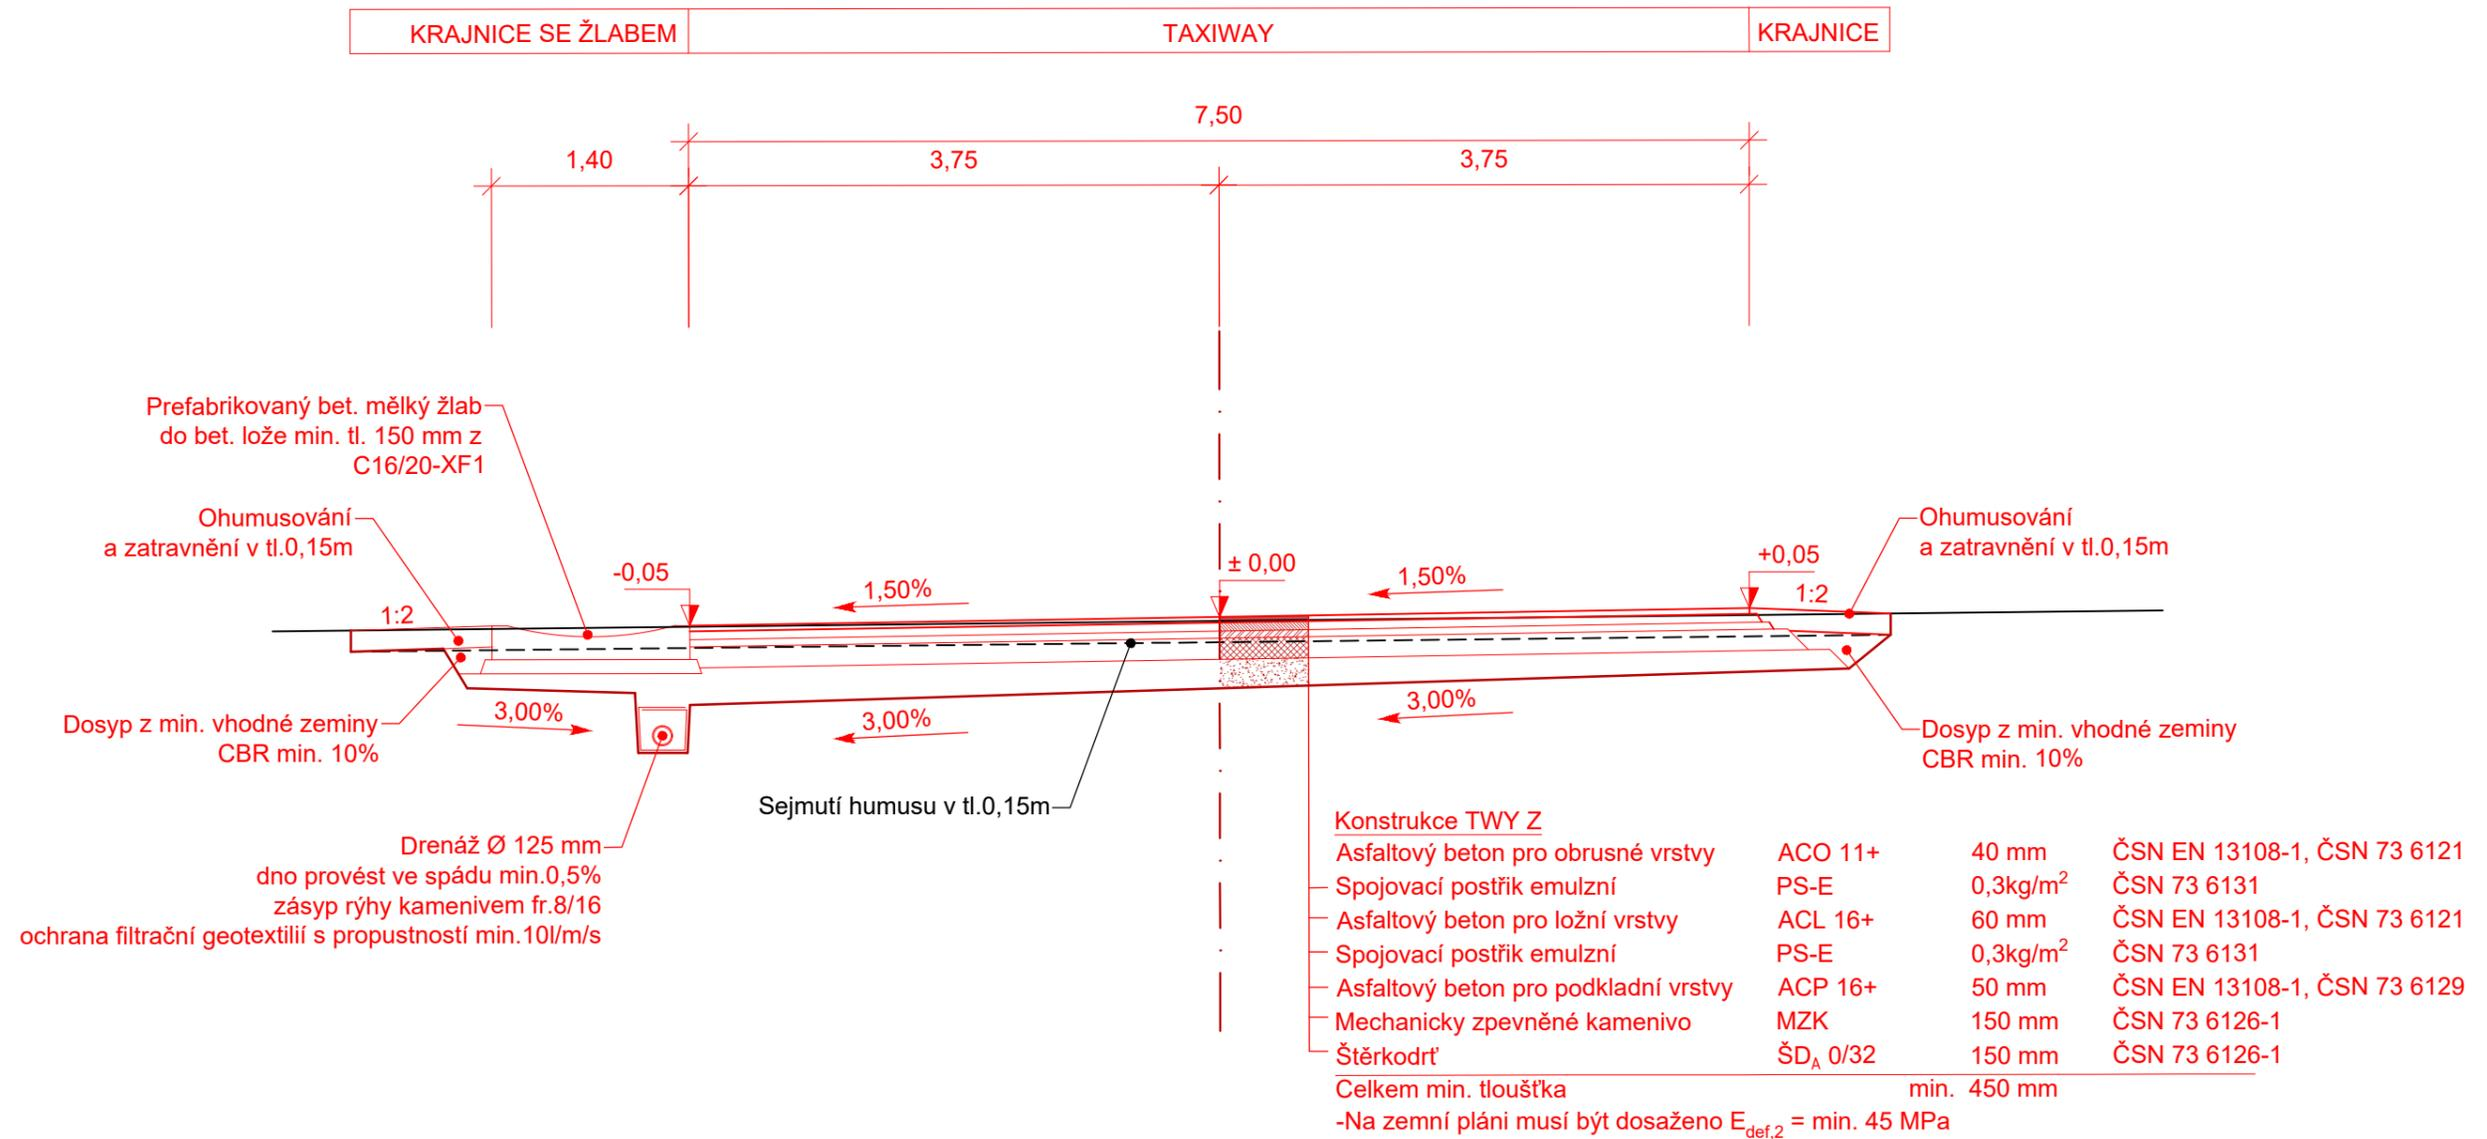 KRAJNICE SE ŽLABEM TAXIWAY KRAJNICE
7,50
1,40 3,75 3,75
Prefabrikovaný bet. mělký žlab
do bet. lože min. tl. 150 mm z
C16/20-XF1
Ohumusování
a zatravnění v tl.0,15m
Ohumusování
a zatravnění v tl.0,15m
-0,05 1,50% ± 0,00 1,50% +0,05
1:2 1:2
3,00% 3,00% 3,00%
Dosyp z min. vhodné zeminy
CBR min. 10%
Dosyp z min. vhodné zeminy
CBR min. 10%
Sejmutí humusu v tl.0,15m
Drenáž Ø 125 mm
dno provést ve spádu min.0,5%
zásyp rýhy kamenivem fr.8/16
ochrana filtrační geotextilií s propustností min.10l/m/s
Konstrukce TWY Z
Asfaltový beton pro obrusné vrstvy ACO 11+ 40 mm ČSN EN 13108-1, ČSN 73 6121
Spojovací postřik emulzní PS-E 0,3kg/m² ČSN 73 6131
Asfaltový beton pro ložní vrstvy ACL 16+ 60 mm ČSN EN 13108-1, ČSN 73 6121
Spojovací postřik emulzní PS-E 0,3kg/m² ČSN 73 6131
Asfaltový beton pro podkladní vrstvy ACP 16+ 50 mm ČSN EN 13108-1, ČSN 73 6129
Mechanicky zpevněné kamenivo MZK 150 mm ČSN 73 6126-1
Štěrkodrť ŠD_A 0/32 150 mm ČSN 73 6126-1
Celkem min. tloušťka min. 450 mm
-Na zemní pláni musí být dosaženo E_def,2 = min. 45 MPa